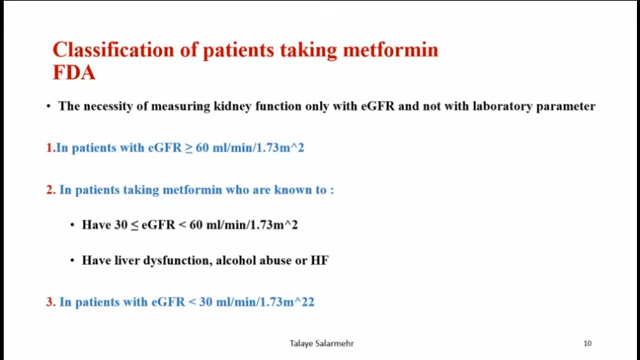 Classification of patients taking metformin
FDA
• The necessity of measuring kidney function only with eGFR and not with laboratory parameter
1.In patients with eGFR ≥ 60 ml/min/1.73m^2
2. In patients taking metformin who are known to :
• Have 30 ≤ eGFR < 60 ml/min/1.73m^2
• Have liver dysfunction, alcohol abuse or HF
3. In patients with eGFR < 30 ml/min/1.73m^22
Talaye Salarmehr
10